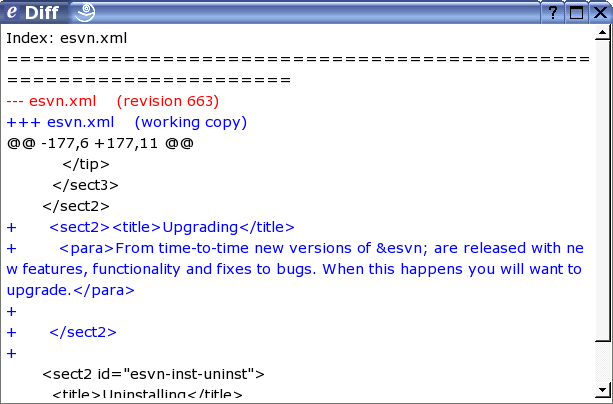 e Diff
Index: esvn.xml
=============================================
======================
--- esvn.xml (revision 663)
+++ esvn.xml (working copy)
@@ -177,6 +177,11 @@
</tip>
</sect3>
</sect2>
+ <sect2><title>Upgrading</title>
+ <para>From time-to-time new versions of &esvn; are released with ne
w features, functionality and fixes to bugs. When this happens you will want to
upgrade.</para>
+
+ </sect2>
+
<sect2 id="esvn-inst-uninst">
<title>Uninstalling</title>